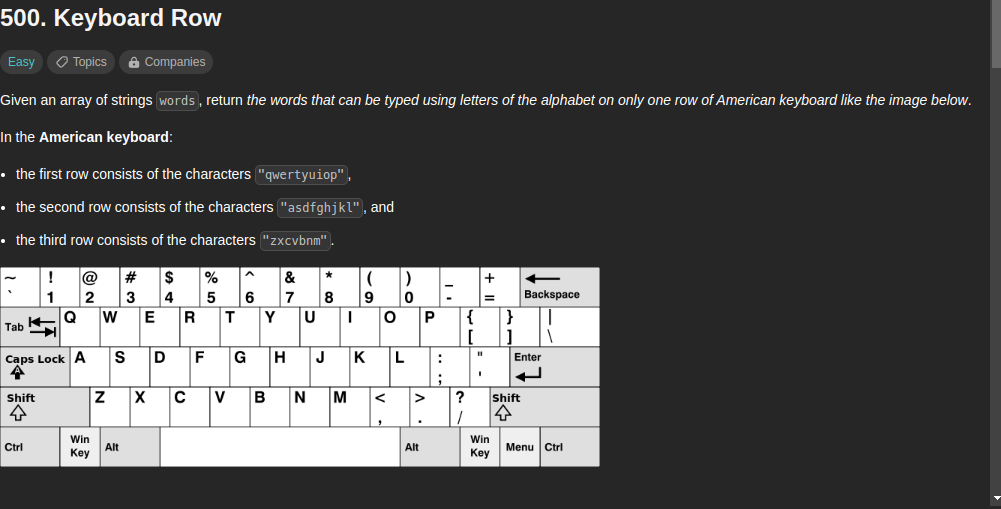 500. Keyboard Row
Easy Topics Companies
Given an array of strings words, return the words that can be typed using letters of the alphabet on only one row of American keyboard like the image below.
In the American keyboard:
• the first row consists of the characters "qwertyuiop",
• the second row consists of the characters "asdfghjkl", and
• the third row consists of the characters "zxcvbnm".
~ ! @ # $ % ^ & * ( ) _ +
` 1 2 3 4 5 6 7 8 9 0 - = Backspace
Tab Q W E R T Y U I O P { } |
[ ] \
Caps Lock A S D F G H J K L : " Enter
; '
Shift Z X C V B N M < > ? Shift
, . /
Ctrl Win Key Alt Alt Win Key Menu Ctrl